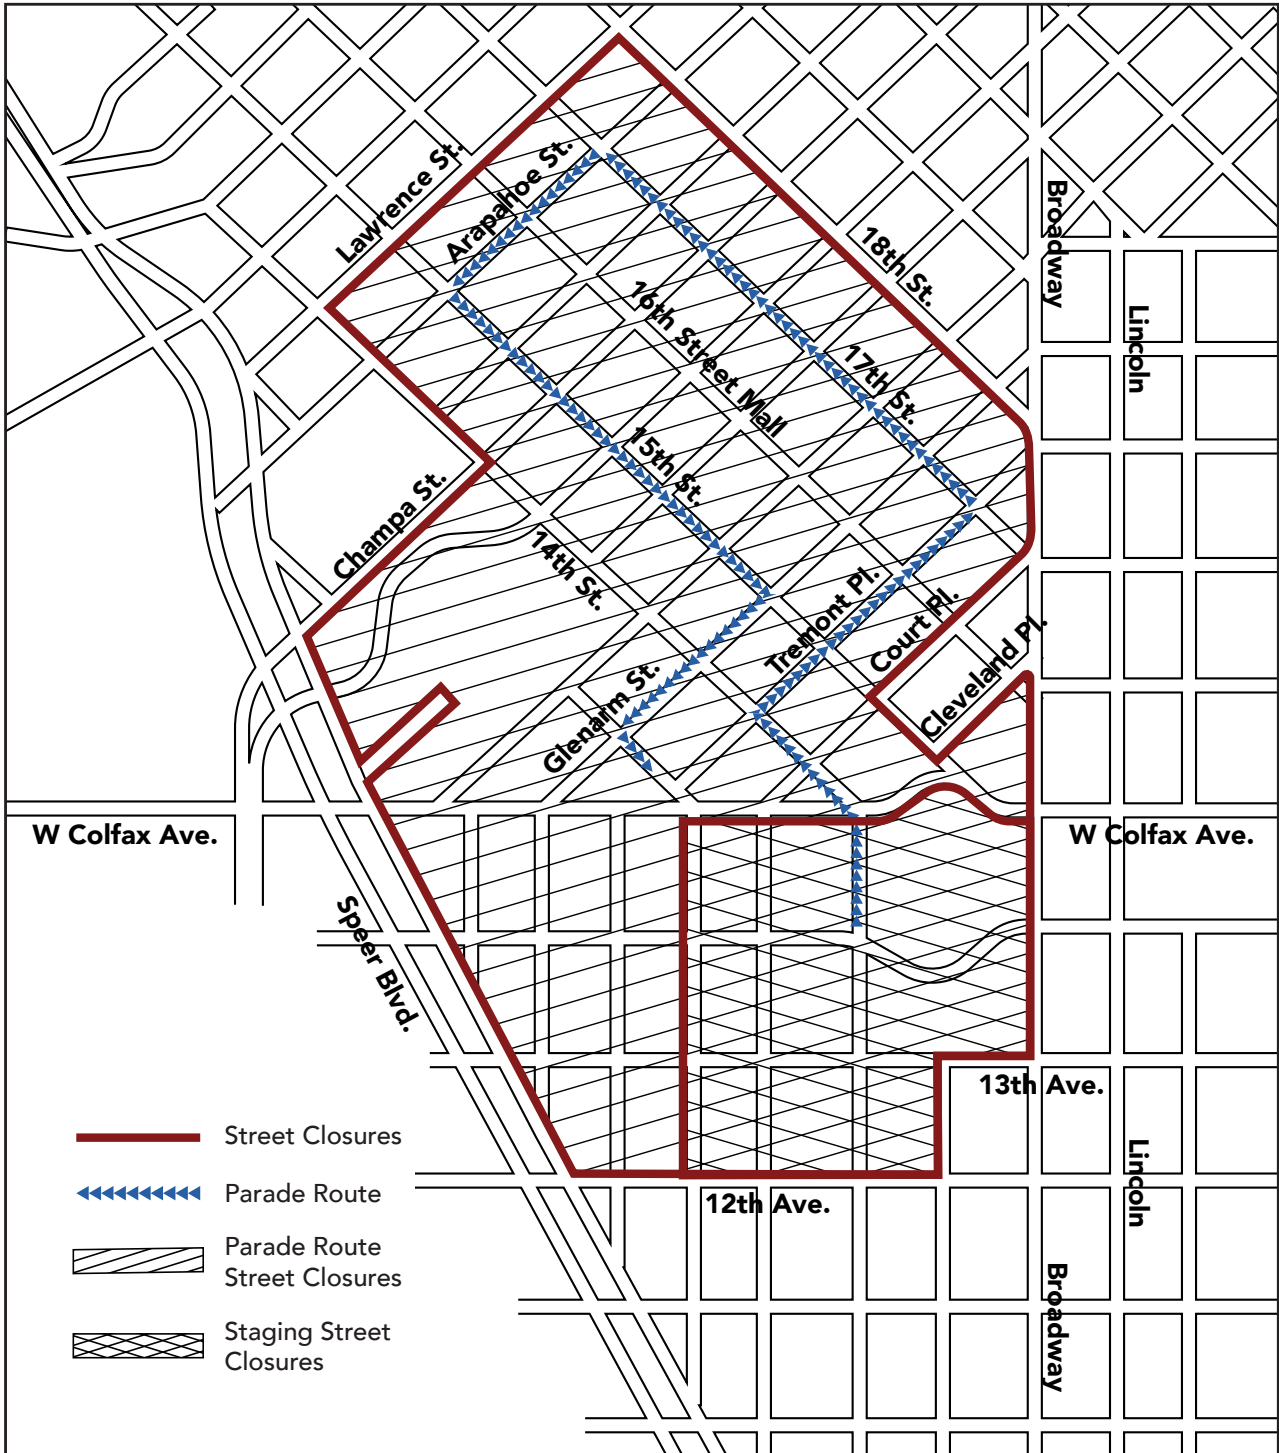 Lawrence St.
Arapahoe St.
Broadway
18th St.
16th Street Mall
Lincoln
17th St.
15th St.
Champa St.
14th St.
Tremont Pl.
Court Pl.
Cleveland Pl.
Glenarm St.
W Colfax Ave.
W Colfax Ave.
Speer Blvd.
13th Ave.
Lincoln
12th Ave.
Broadway
Street Closures
Parade Route
Parade Route
Street Closures
Staging Street
Closures